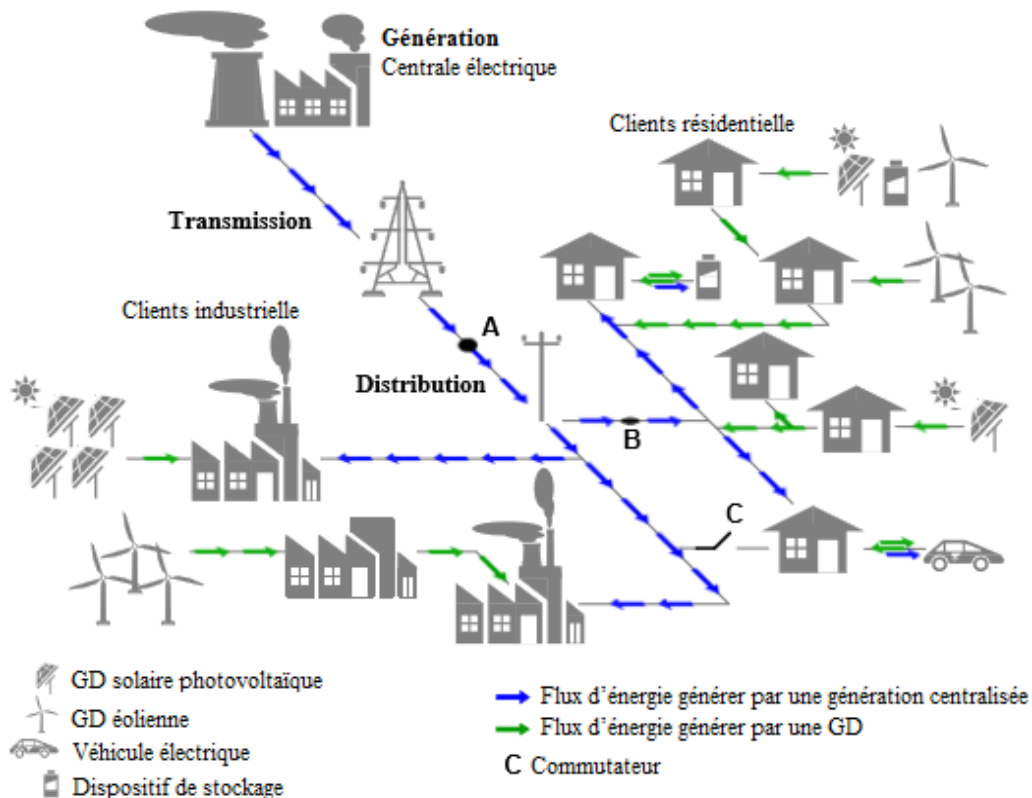 Génération
Centrale électrique
Clients résidentielle
Transmission
Clients industrielle
A
Distribution
B
C
GD solaire photovoltaïque
GD éolienne
Véhicule électrique
Dispositif de stockage
Flux d'énergie générer par une génération centralisée
Flux d'énergie générer par une GD
C Commutateur